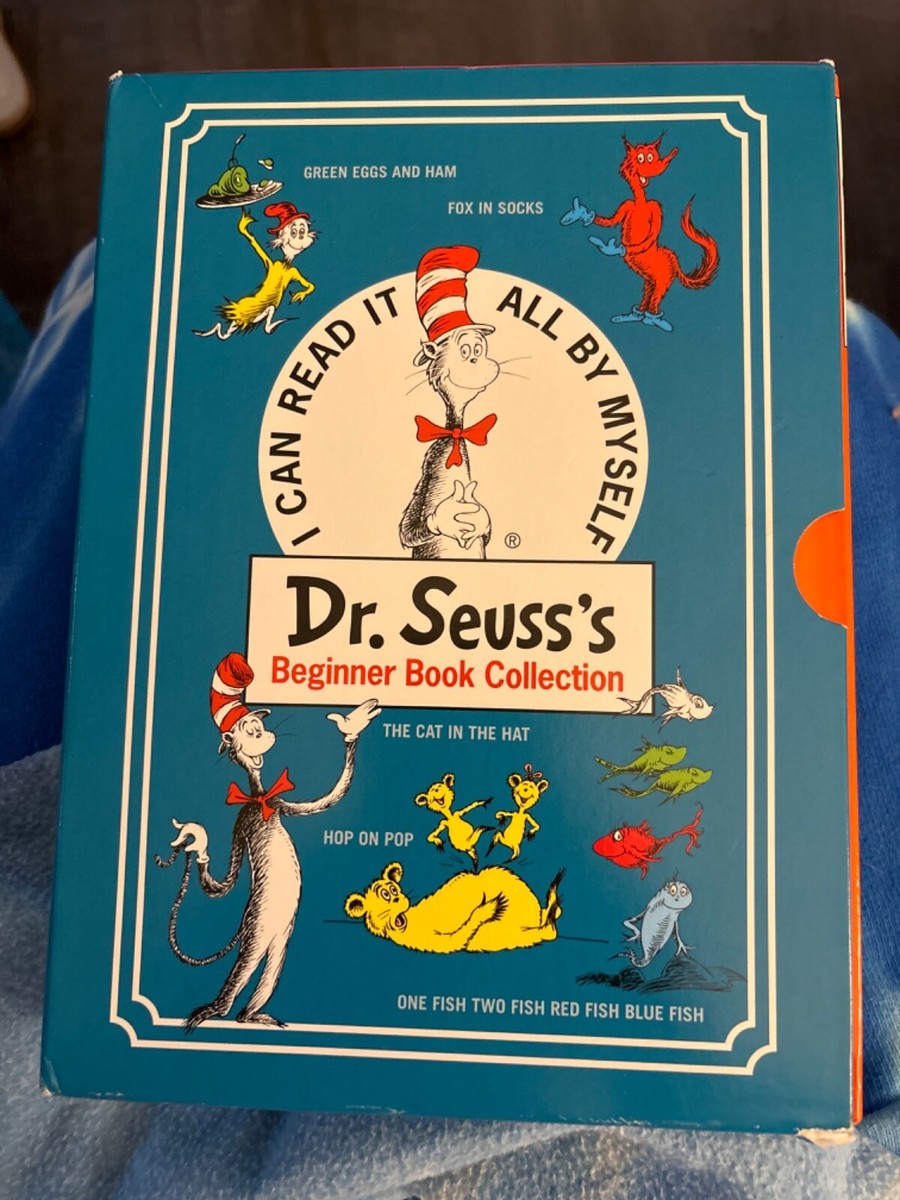 GREEN EGGS AND HAM
FOX IN SOCKS
I CAN READ IT ALL BY MYSELF
®
Dr. Seuss's
Beginner Book Collection
THE CAT IN THE HAT
HOP ON POP
ONE FISH TWO FISH RED FISH BLUE FISH